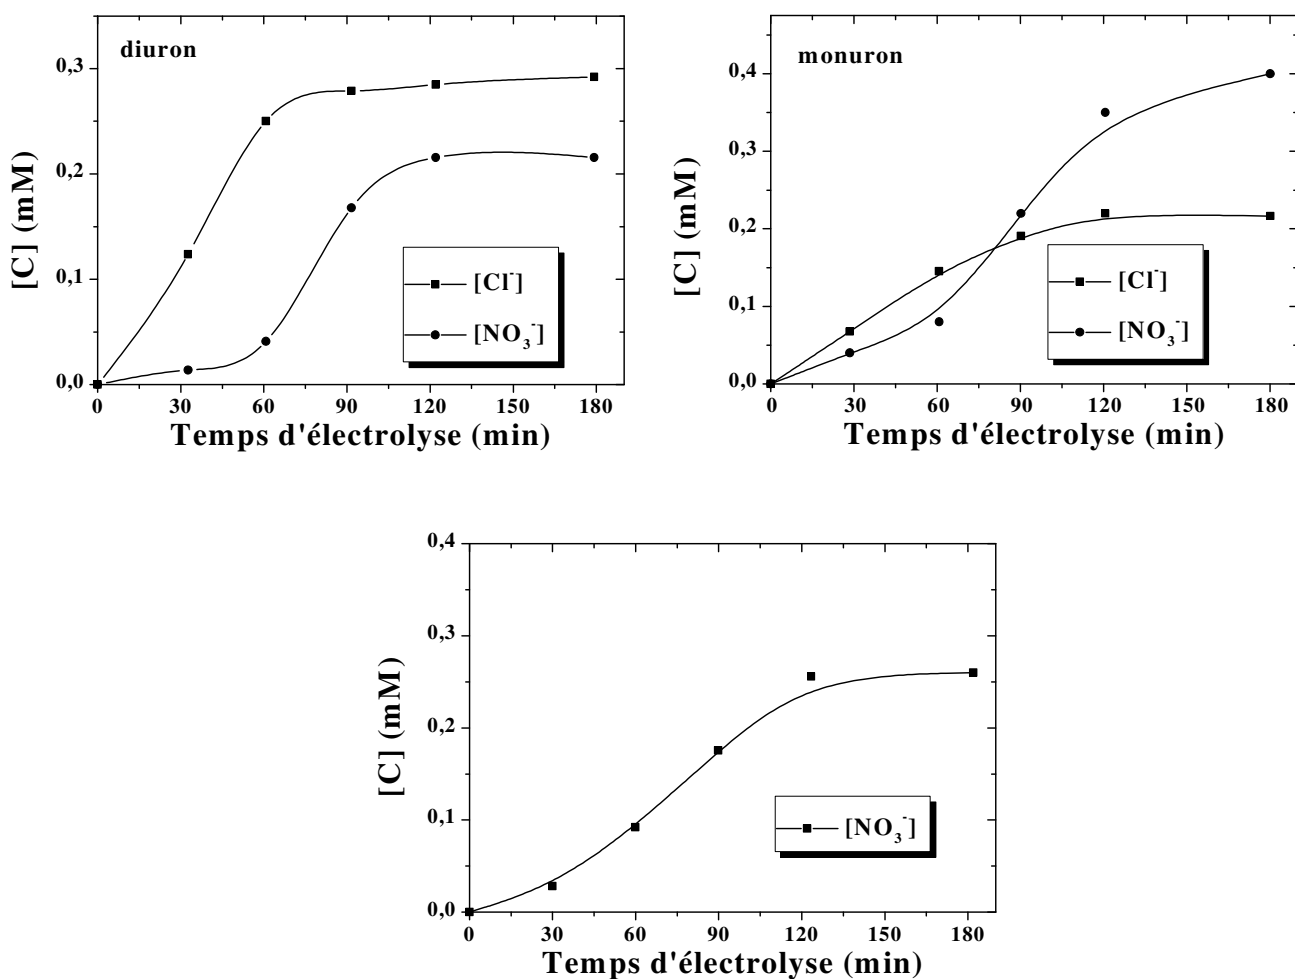 diuron
0,3
0,2
0,1
0,0
[C] (mM)
[Cl⁻]
[NO₃⁻]
0 30 60 90 120 150 180
Temps d'électrolyse (min)
monuron
0,4
0,3
0,2
0,1
0,0
[C] (mM)
[Cl⁻]
[NO₃⁻]
0 30 60 90 120 150 180
Temps d'électrolyse (min)
0,4
0,3
0,2
0,1
0,0
[C] (mM)
[NO₃⁻]
0 30 60 90 120 150 180
Temps d'électrolyse (min)